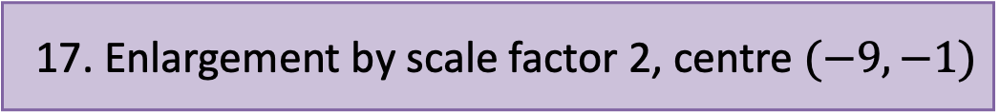 17. Enlargement by scale factor 2, centre (−9, −1)